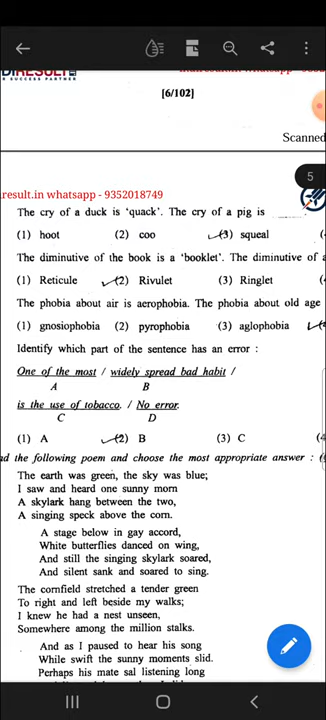 DIRESULT
R SUCCESS PARTNER
[6/102]
Scanned
5
result.in whatsapp - 9352018749
The cry of a duck is 'quack'. The cry of a pig is ______
(1) hoot (2) coo (3) squeal (
The diminutive of the book is a 'booklet'. The diminutive of a
(1) Reticule (2) Rivulet (3) Ringlet (
The phobia about air is aerophobia. The phobia about old age
(1) gnosiophobia (2) pyrophobia (3) aglophobia
Identify which part of the sentence has an error :
One of the most / widely spread bad habit /
A B
is the use of tobacco. / No error.
C D
(1) A (2) B (3) C (4
ad the following poem and choose the most appropriate answer : (
The earth was green, the sky was blue;
I saw and heard one sunny morn
A skylark hang between the two,
A singing speck above the corn.
A stage below in gay accord,
White butterflies danced on wing,
And still the singing skylark soared,
And silent sank and soared to sing.
The cornfield stretched a tender green
To right and left beside my walks;
I knew he had a nest unseen,
Somewhere among the million stalks.
And as I paused to hear his song
While swift the sunny moments slid.
Perhaps his mate sal listening long